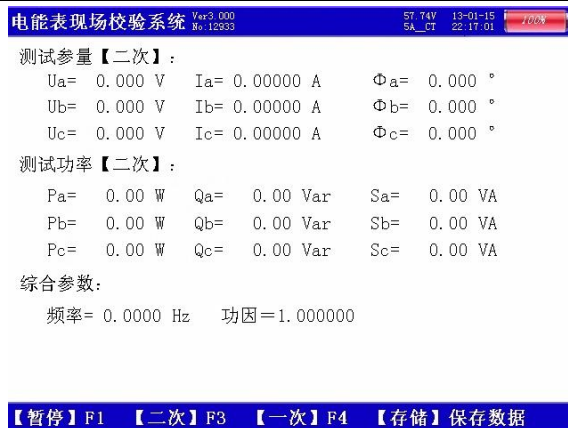 电能表现场校验系统 Ver3.000 No:12933 57.74V 5A__CT 13-01-15 22:17:01 100%
测试参量【二次】:
Ua= 0.000 V Ia= 0.00000 A Φa= 0.000 °
Ub= 0.000 V Ib= 0.00000 A Φb= 0.000 °
Uc= 0.000 V Ic= 0.00000 A Φc= 0.000 °
测试功率【二次】:
Pa= 0.00 W Qa= 0.00 Var Sa= 0.00 VA
Pb= 0.00 W Qb= 0.00 Var Sb= 0.00 VA
Pc= 0.00 W Qc= 0.00 Var Sc= 0.00 VA
综合参数:
频率= 0.0000 Hz 功因＝1.000000
【暂停】F1 【二次】F3 【一次】F4 【存储】保存数据